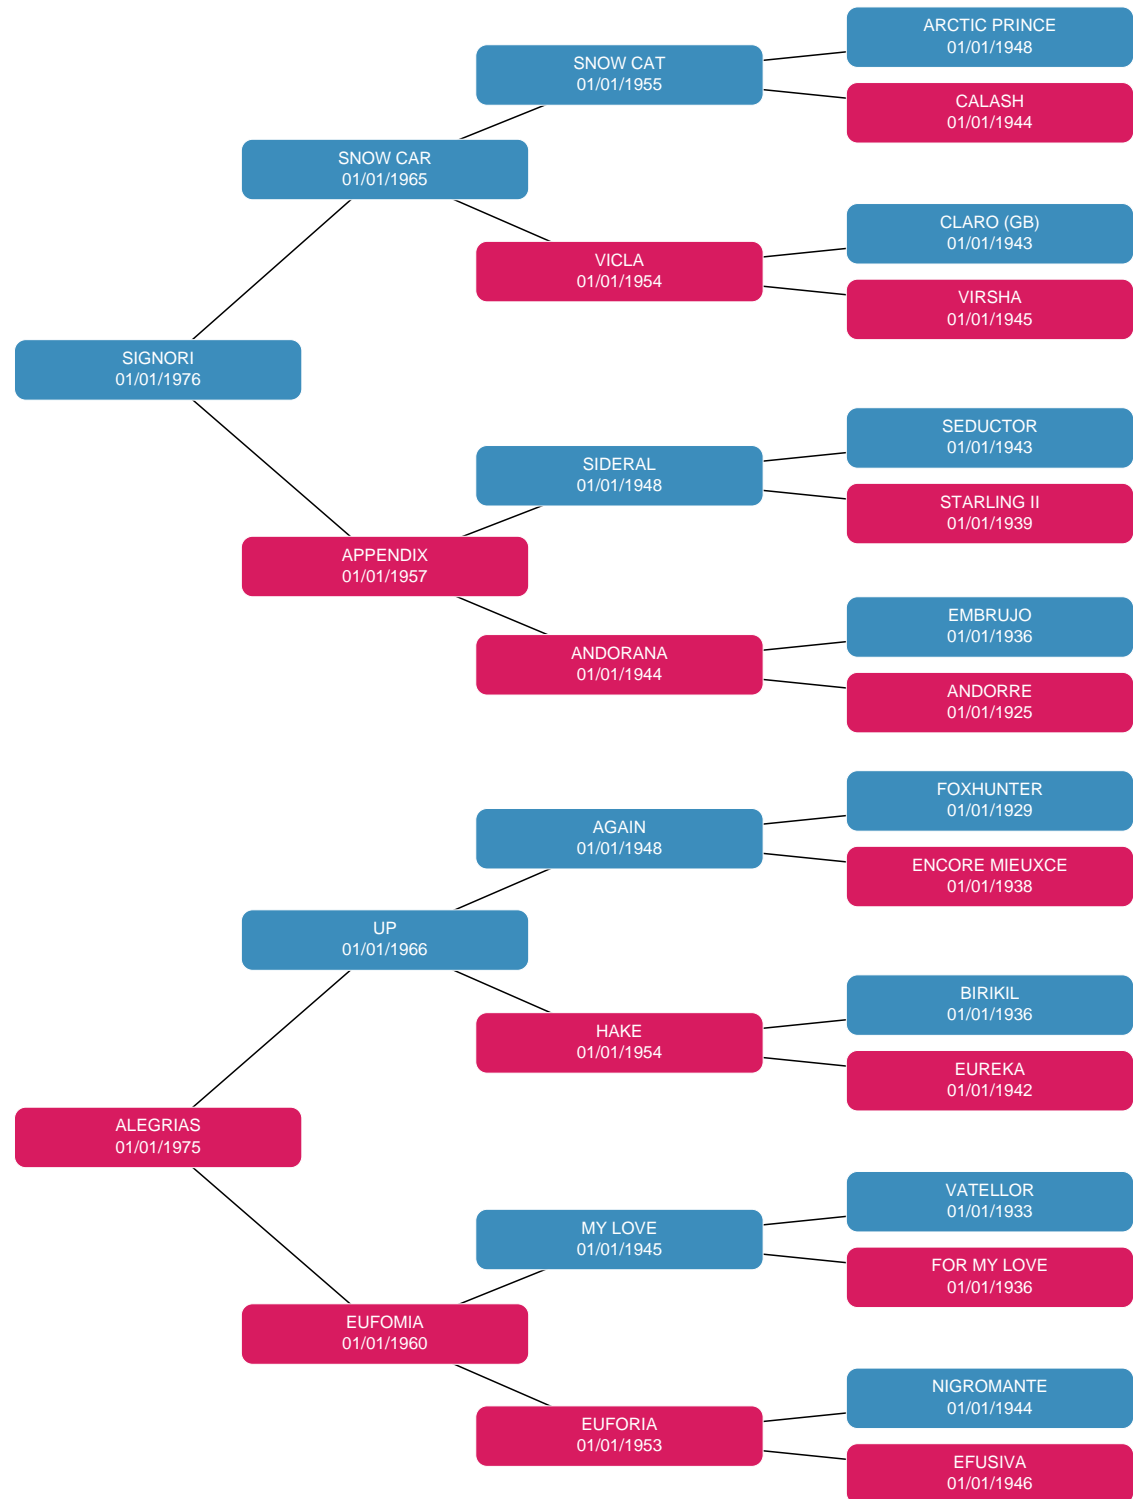 ARCTIC PRINCE
01/01/1948
SNOW CAT
01/01/1955
CALASH
01/01/1944
SNOW CAR
01/01/1965
CLARO (GB)
01/01/1943
VICLA
01/01/1954
VIRSHA
01/01/1945
SIGNORI
01/01/1976
SEDUCTOR
01/01/1943
SIDERAL
01/01/1948
STARLING II
01/01/1939
APPENDIX
01/01/1957
EMBRUJO
01/01/1936
ANDORANA
01/01/1944
ANDORRE
01/01/1925
FOXHUNTER
01/01/1929
AGAIN
01/01/1948
ENCORE MIEUXCE
01/01/1938
UP
01/01/1966
BIRIKIL
01/01/1936
HAKE
01/01/1954
EUREKA
01/01/1942
ALEGRIAS
01/01/1975
VATELLOR
01/01/1933
MY LOVE
01/01/1945
FOR MY LOVE
01/01/1936
EUFOMIA
01/01/1960
NIGROMANTE
01/01/1944
EUFORIA
01/01/1953
EFUSIVA
01/01/1946